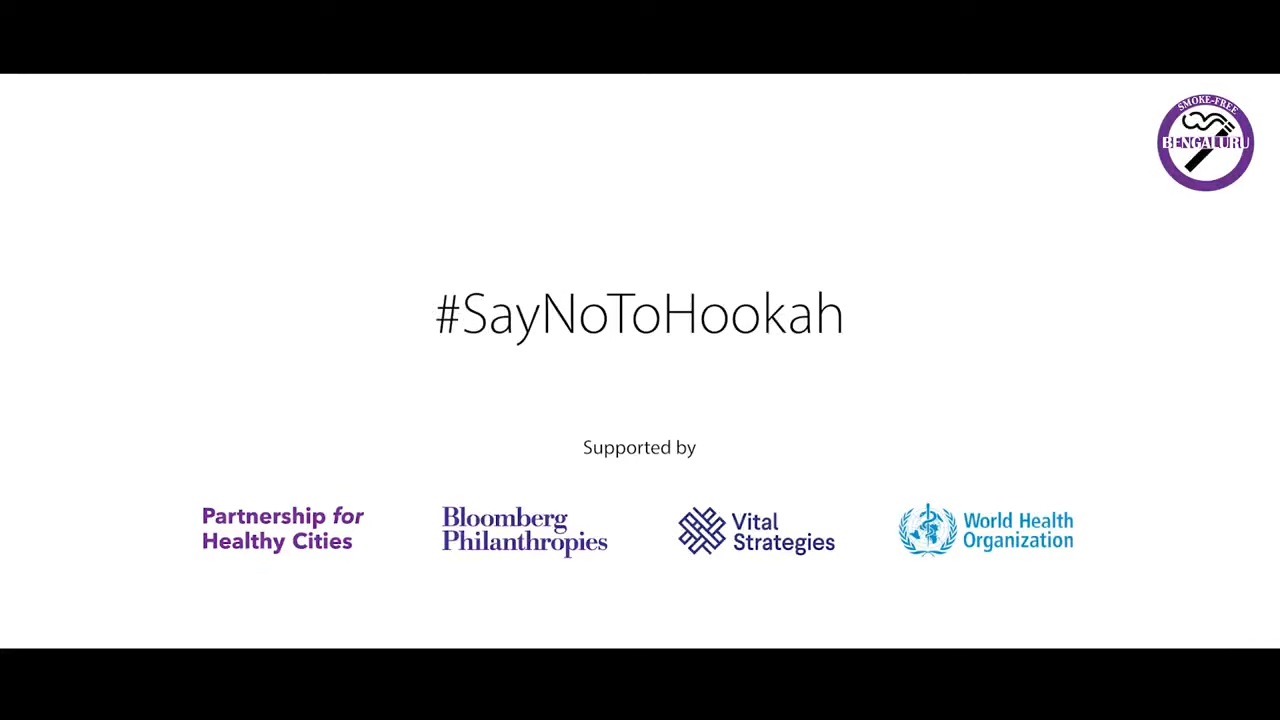 SMOKE-FREE
BENGALURU
#SayNoToHookah
Supported by
Partnership for
Healthy Cities
Bloomberg
Philanthropies
Vital
Strategies
World Health
Organization